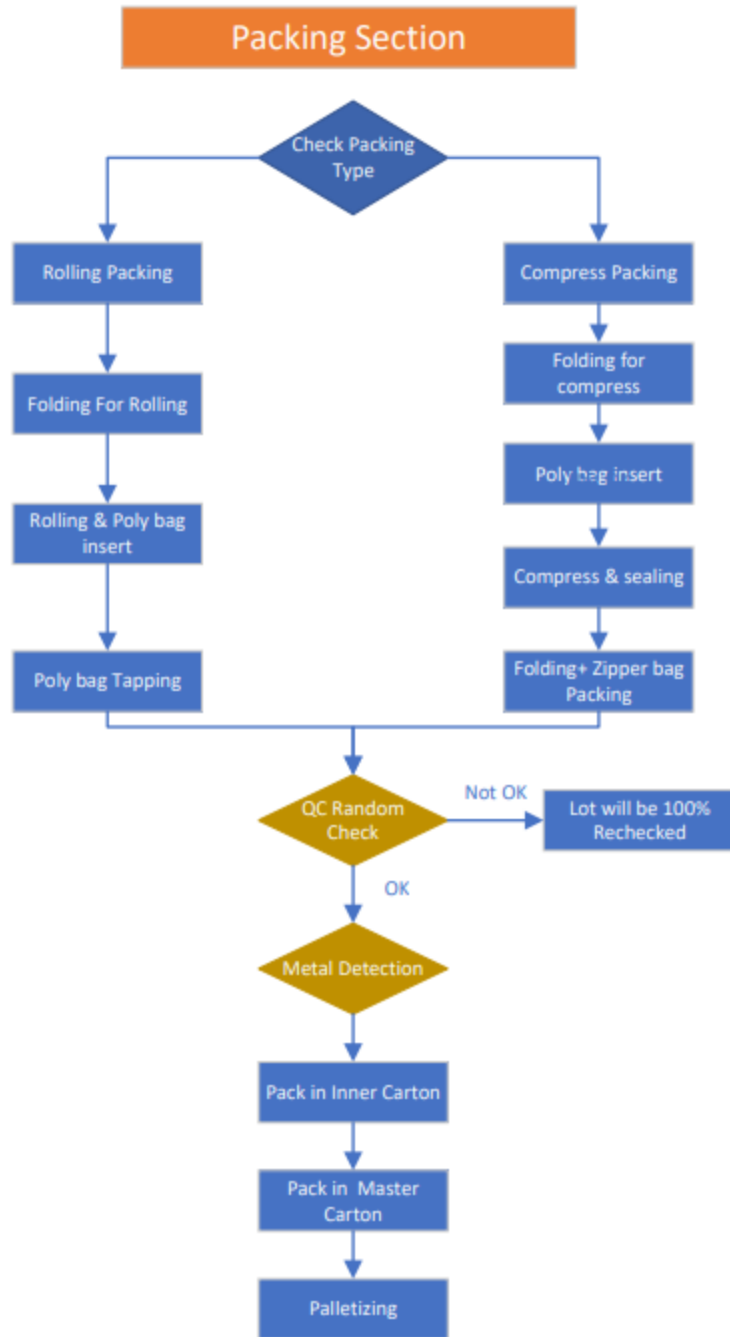 Packing Section
Check Packing
Type
Rolling Packing
Folding For Rolling
Rolling & Poly bag
insert
Poly bag Tapping
Compress Packing
Folding for
compress
Poly bag insert
Compress & sealing
Folding+ Zipper bag
Packing
QC Random
Check
Not OK
Lot will be 100%
Rechecked
OK
Metal Detection
Pack in Inner Carton
Pack in Master
Carton
Palletizing